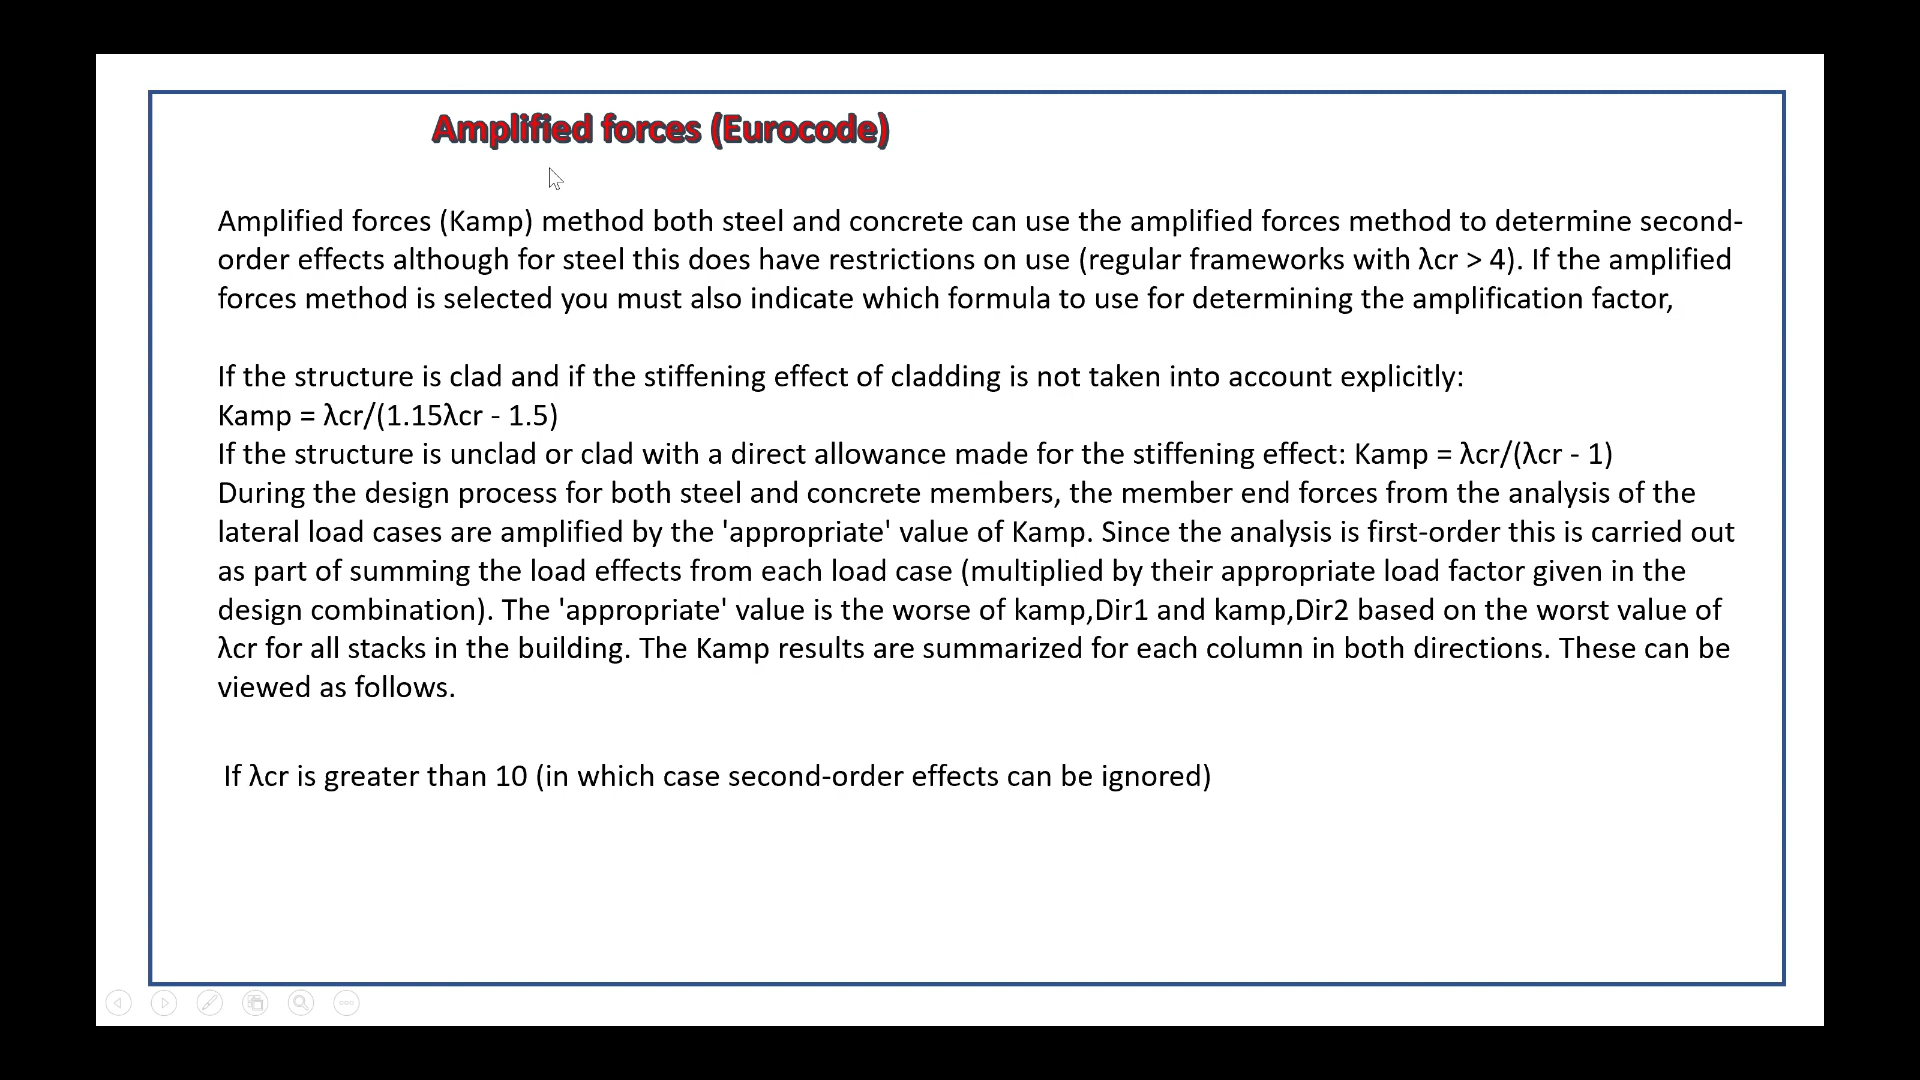 Amplified forces (Eurocode)
Amplified forces (Kamp) method both steel and concrete can use the amplified forces method to determine second-
order effects although for steel this does have restrictions on use (regular frameworks with λcr > 4). If the amplified
forces method is selected you must also indicate which formula to use for determining the amplification factor,
If the structure is clad and if the stiffening effect of cladding is not taken into account explicitly:
Kamp = λcr/(1.15λcr - 1.5)
If the structure is unclad or clad with a direct allowance made for the stiffening effect: Kamp = λcr/(λcr - 1)
During the design process for both steel and concrete members, the member end forces from the analysis of the
lateral load cases are amplified by the 'appropriate' value of Kamp. Since the analysis is first-order this is carried out
as part of summing the load effects from each load case (multiplied by their appropriate load factor given in the
design combination). The 'appropriate' value is the worse of kamp,Dir1 and kamp,Dir2 based on the worst value of
λcr for all stacks in the building. The Kamp results are summarized for each column in both directions. These can be
viewed as follows.
If λcr is greater than 10 (in which case second-order effects can be ignored)